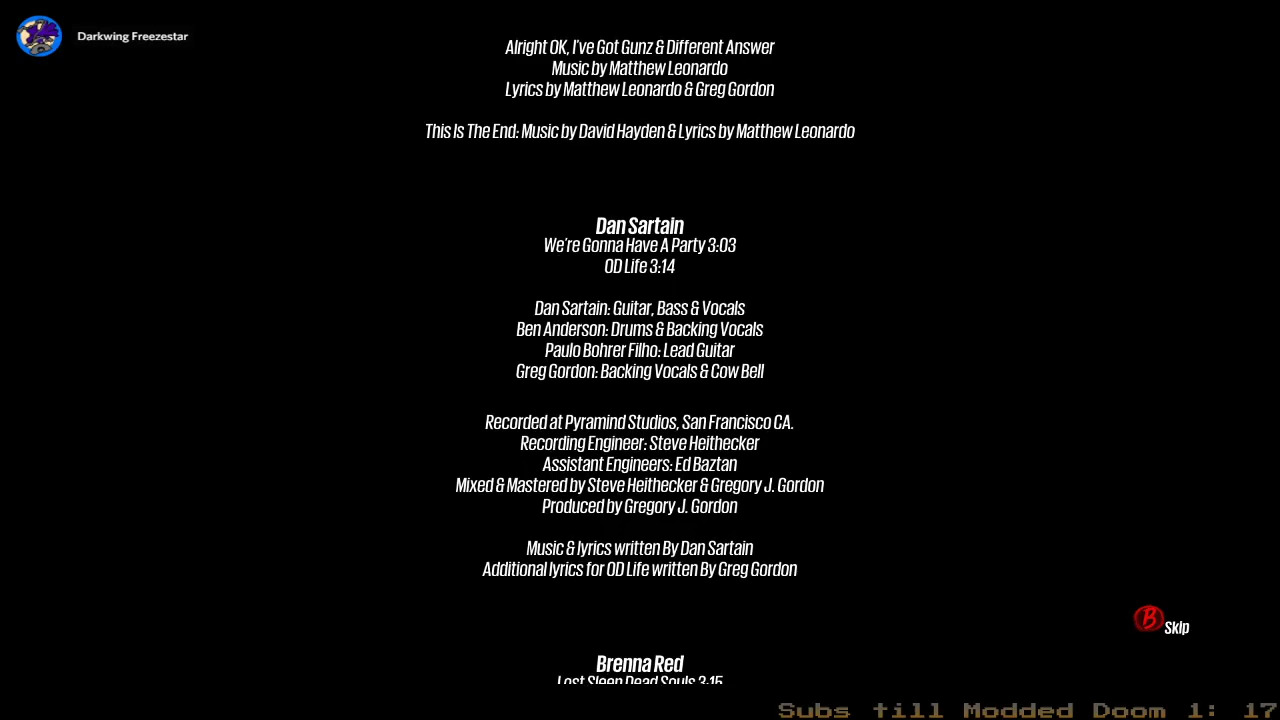 Darkwing Freezestar
Alright OK, I've Got Gunz & Different Answer
Music by Matthew Leonardo
Lyrics by Matthew Leonardo & Greg Gordon
This Is The End: Music by David Hayden & Lyrics by Matthew Leonardo
Dan Sartain
We're Gonna Have A Party 3:03
OD Life 3:14
Dan Sartain: Guitar, Bass & Vocals
Ben Anderson: Drums & Backing Vocals
Paulo Bohrer Filho: Lead Guitar
Greg Gordon: Backing Vocals & Cow Bell
Recorded at Pyramind Studios, San Francisco CA.
Recording Engineer: Steve Heithecker
Assistant Engineers: Ed Baztan
Mixed & Mastered by Steve Heithecker & Gregory J. Gordon
Produced by Gregory J. Gordon
Music & lyrics written By Dan Sartain
Additional lyrics for OD Life written By Greg Gordon
B Skip
Brenna Red
Lost Sleep Dead Souls 3:15
Subs till Modded Doom 1: 17